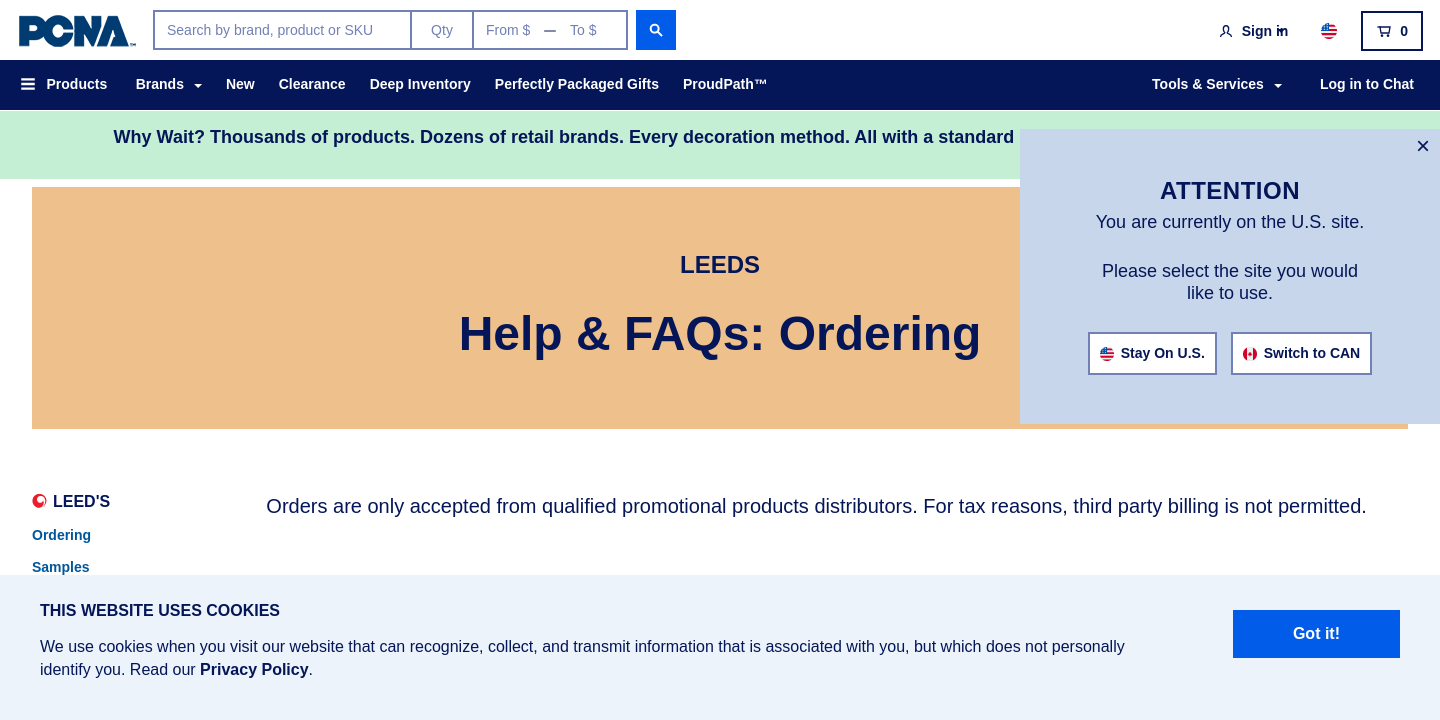 PCNA™
Search by brand, product or SKU
Qty
From $ — To $
Sign in
0
Products
Brands
New
Clearance
Deep Inventory
Perfectly Packaged Gifts
ProudPath™
Tools & Services
Log in to Chat
Why Wait? Thousands of products. Dozens of retail brands. Every decoration method. All with a standard
×
ATTENTION
You are currently on the U.S. site.
Please select the site you would
like to use.
Stay On U.S.
Switch to CAN
LEEDS
Help & FAQs: Ordering
LEED'S
Ordering
Samples
Orders are only accepted from qualified promotional products distributors. For tax reasons, third party billing is not permitted.
THIS WEBSITE USES COOKIES
We use cookies when you visit our website that can recognize, collect, and transmit information that is associated with you, but which does not personally
identify you. Read our Privacy Policy.
Got it!